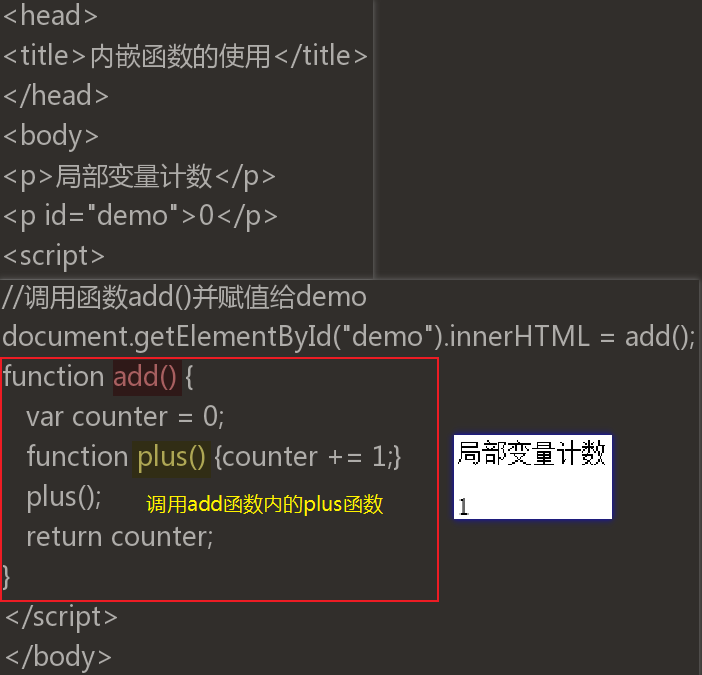 <head>
<title>内嵌函数的使用</title>
</head>
<body>
<p>局部变量计数</p>
<p id="demo">0</p>
<script>
//调用函数add()并赋值给demo
document.getElementById("demo").innerHTML = add();
function add() {
var counter = 0;
function plus() {counter += 1;}
plus();
调用add函数内的plus函数
return counter;
}
</script>
</body>
局部变量计数
1